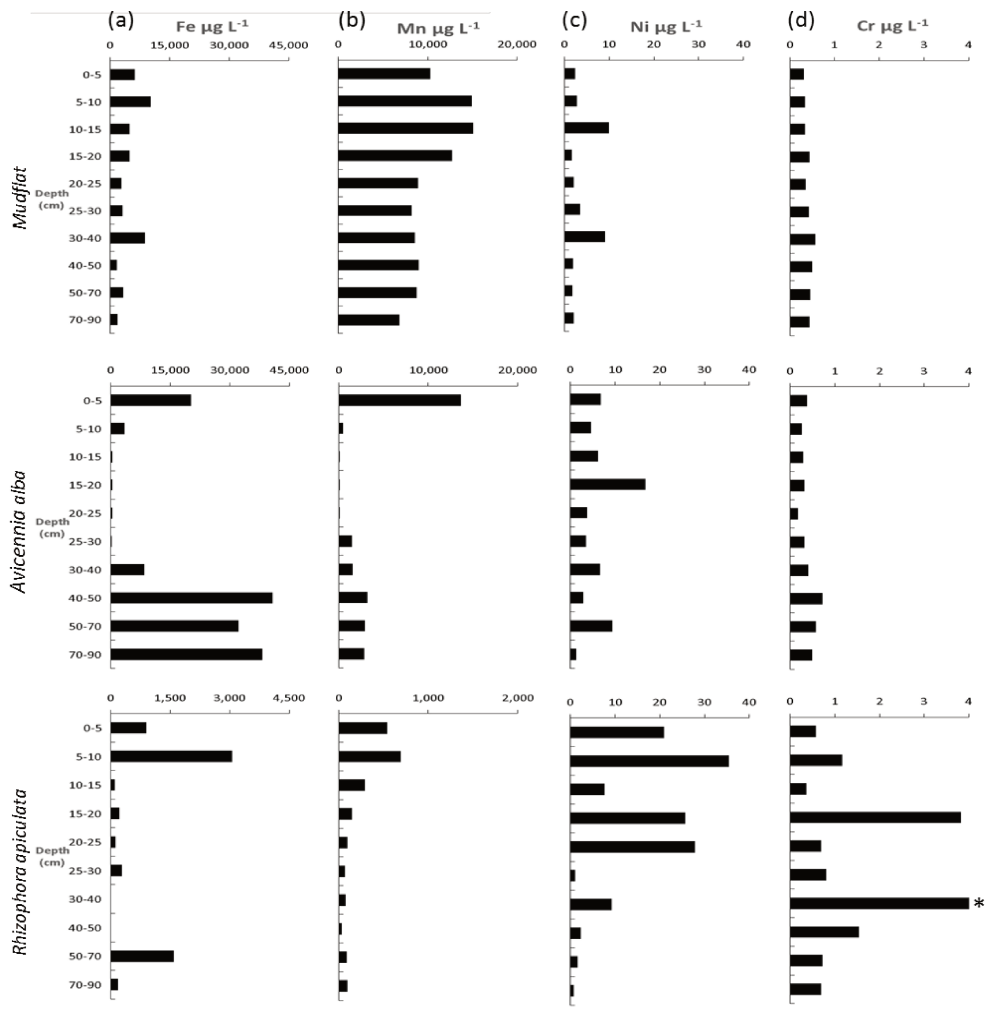 (a) (b) (c) (d)
Fe µg L-1 Mn µg L-1 Ni µg L-1 Cr µg L-1
0 15,000 30,000 45,000 0 10,000 20,000 0 10 20 30 40 0 1 2 3 4
Mudflat
Depth
(cm)
0-5
5-10
10-15
15-20
20-25
25-30
30-40
40-50
50-70
70-90
0 15,000 30,000 45,000 0 10,000 20,000 0 10 20 30 40 0 1 2 3 4
Avicennia alba
Depth
(cm)
0-5
5-10
10-15
15-20
20-25
25-30
30-40
40-50
50-70
70-90
0 1,500 3,000 4,500 0 1,000 2,000 0 10 20 30 40 0 1 2 3 4
Rhizophora apiculata
Depth
(cm)
0-5
5-10
10-15
15-20
20-25
25-30
30-40
*
40-50
50-70
70-90